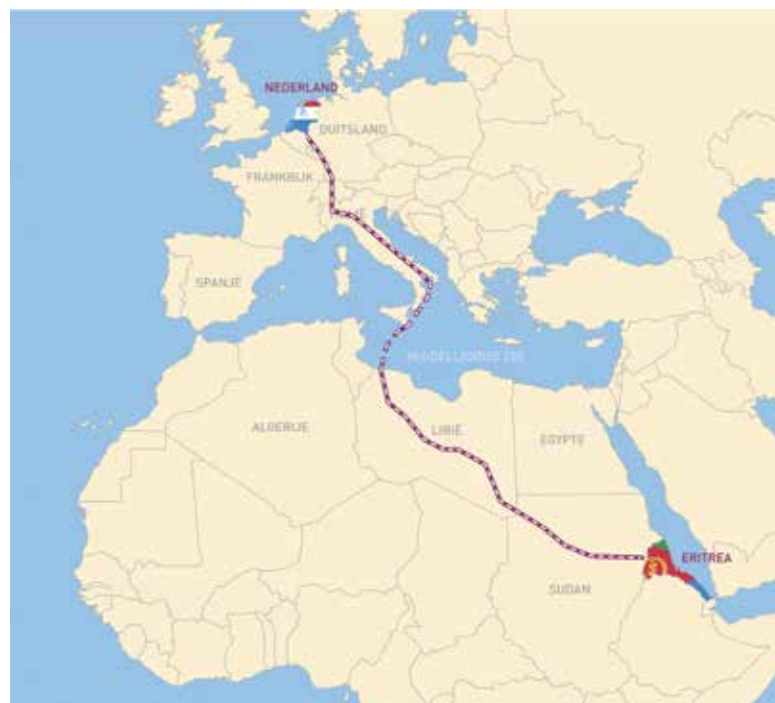 NEDERLAND
DUITSLAND
FRANKRIJK
SPANJE
MIDDELLANDSE ZEE
ALGERIJE
LIBIË
EGYPTE
ERITREA
SUDAN